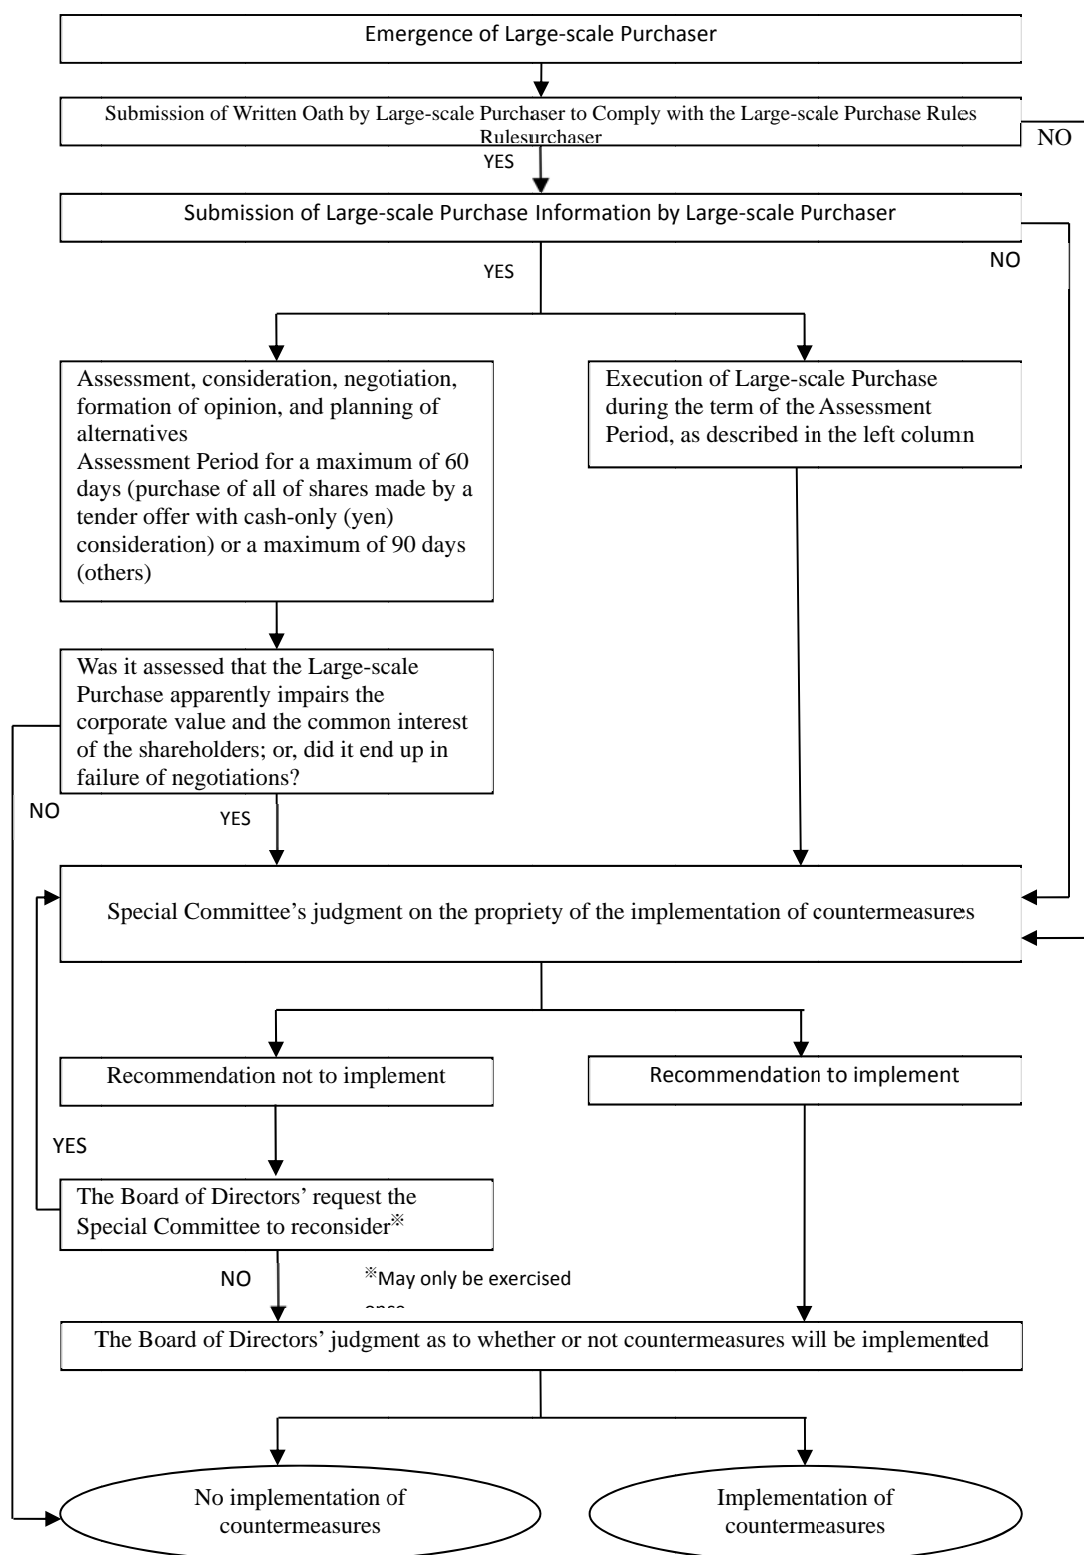 Emergence of Large-scale Purchaser
Submission of Written Oath by Large-scale Purchaser to Comply with the Large-scale Purchase Rules
Rulesurchaser
NO
YES
Submission of Large-scale Purchase Information by Large-scale Purchaser
NO
YES
Assessment, consideration, negotiation,
formation of opinion, and planning of
alternatives
Assessment Period for a maximum of 60
days (purchase of all of shares made by a
tender offer with cash-only (yen)
consideration) or a maximum of 90 days
(others)
Execution of Large-scale Purchase
during the term of the Assessment
Period, as described in the left column
Was it assessed that the Large-scale
Purchase apparently impairs the
corporate value and the common interest
of the shareholders; or, did it end up in
failure of negotiations?
NO
YES
Special Committee's judgment on the propriety of the implementation of countermeasures
Recommendation not to implement
Recommendation to implement
YES
The Board of Directors' request the
Special Committee to reconsider※
NO
※May only be exercised
The Board of Directors' judgment as to whether or not countermeasures will be implemented
No implementation of
countermeasures
Implementation of
countermeasures